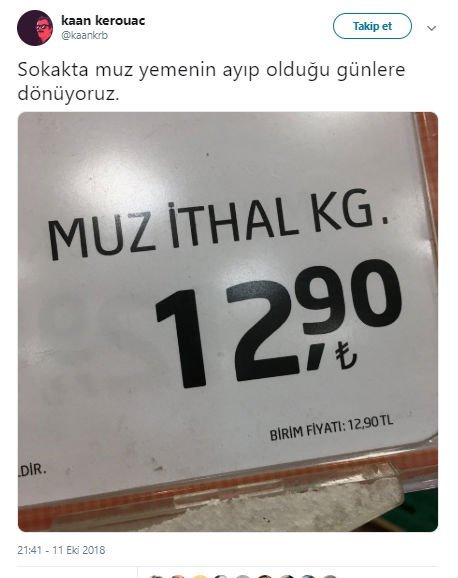 kaan kerouac
@kaankrb
Takip et
Sokakta muz yemenin ayıp olduğu günlere
dönüyoruz.
MUZ İTHAL KG.
12,90 ₺
BİRİM FİYATI: 12,90 TL
DİR.
21:41 - 11 Eki 2018